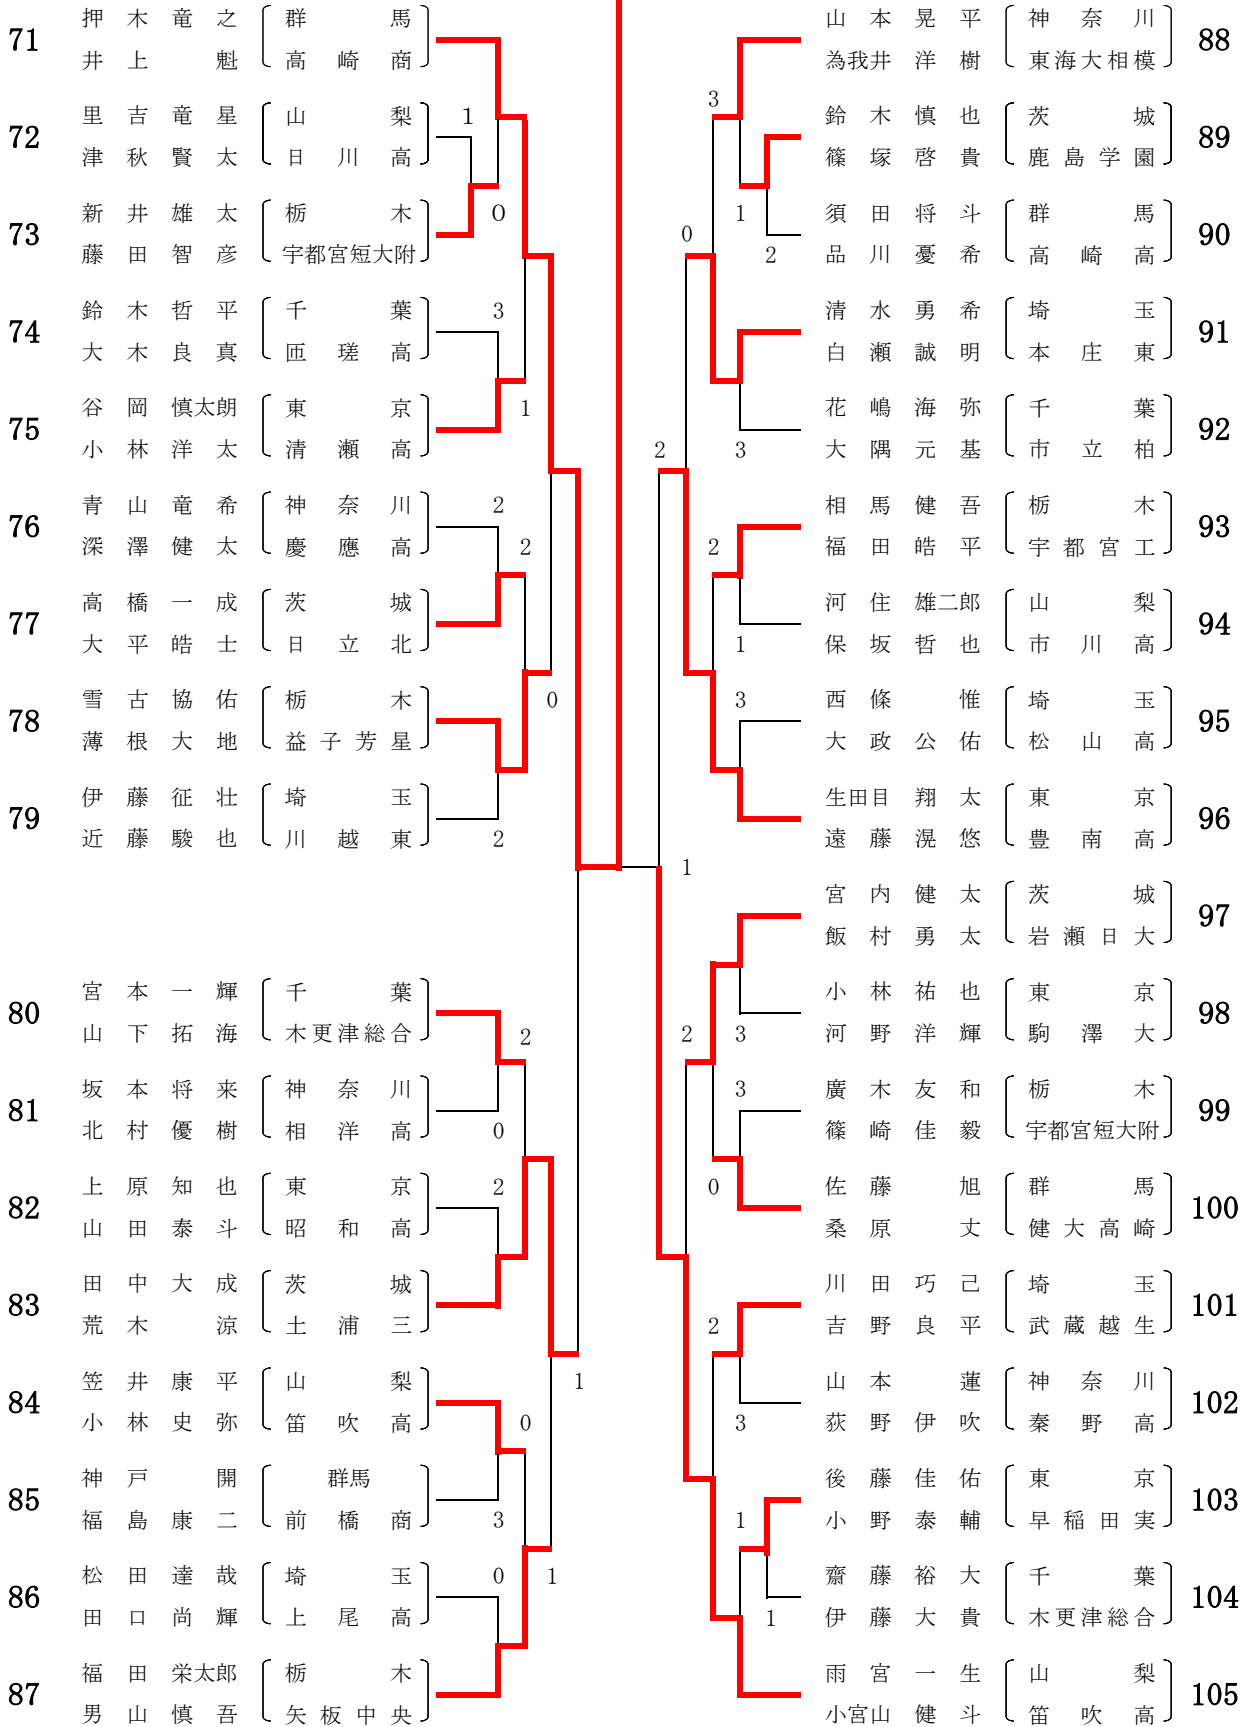 71 押木竜之 群馬
井上魁 高崎商
72 里吉竜星 山梨 1
津秋賢太 日川高
73 新井雄太 栃木 0
藤田智彦 宇都宮短大附
74 鈴木哲平 千葉 3
大木良真 匝瑳高
75 谷岡慎太朗 東京 1
小林洋太 清瀬高
76 青山竜希 神奈川 2
深澤健太 慶應高 2
77 高橋一成 茨城
大平皓士 日立北
78 雪古協佑 栃木 0
薄根大地 益子芳星
79 伊藤征壮 埼玉
近藤駿也 川越東 2
80 宮本一輝 千葉
山下拓海 木更津総合 2
81 坂本将来 神奈川
北村優樹 相洋高 0
82 上原知也 東京 2
山田泰斗 昭和高
83 田中大成 茨城
荒木涼 土浦三
84 笠井康平 山梨 1
小林史弥 笛吹高 0
85 神戸開 群馬
福島康二 前橋商 3
86 松田達哉 埼玉 0 1
田口尚輝 上尾高
87 福田栄太郎 栃木
男山慎吾 矢板中央
山本晃平 神奈川 88
為我井洋樹 東海大相模
3 鈴木慎也 茨城 89
篠塚啓貴 鹿島学園
0 1 須田将斗 群馬 90
2 品川憂希 高崎高
清水勇希 埼玉 91
白瀬誠明 本庄東
花嶋海弥 千葉 92
2 3 大隅元基 市立柏
相馬健吾 栃木 93
2 福田皓平 宇都宮工
河住雄二郎 山梨 94
1 保坂哲也 市川高
3 西條惟 埼玉 95
大政公佑 松山高
生田目翔太 東京 96
遠藤滉悠 豊南高
1 宮内健太 茨城 97
飯村勇太 岩瀬日大
小林祐也 東京 98
2 3 河野洋輝 駒澤大
3 廣木友和 栃木 99
篠崎佳毅 宇都宮短大附
0 佐藤旭 群馬 100
桑原丈 健大高崎
川田巧己 埼玉 101
2 吉野良平 武蔵越生
山本蓮 神奈川 102
3 荻野伊吹 秦野高
後藤佳佑 東京 103
1 小野泰輔 早稲田実
齋藤裕大 千葉 104
1 伊藤大貴 木更津総合
雨宮一生 山梨 105
小宮山健斗 笛吹高